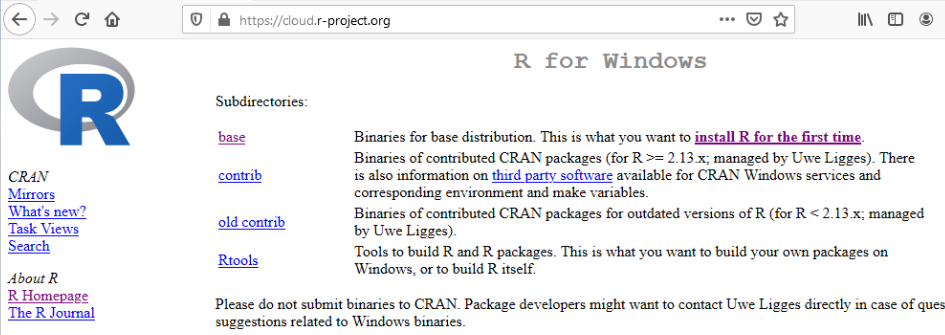 https://cloud.r-project.org
R for Windows
R
Subdirectories:
base Binaries for base distribution. This is what you want to install R for the first time.
Binaries of contributed CRAN packages (for R >= 2.13.x; managed by Uwe Ligges). There
contrib is also information on third party software available for CRAN Windows services and
corresponding environment and make variables.
old contrib Binaries of contributed CRAN packages for outdated versions of R (for R < 2.13.x; managed
by Uwe Ligges).
Rtools Tools to build R and R packages. This is what you want to build your own packages on
Windows, or to build R itself.
Please do not submit binaries to CRAN. Package developers might want to contact Uwe Ligges directly in case of ques
suggestions related to Windows binaries.
CRAN
Mirrors
What's new?
Task Views
Search
About R
R Homepage
The R Journal